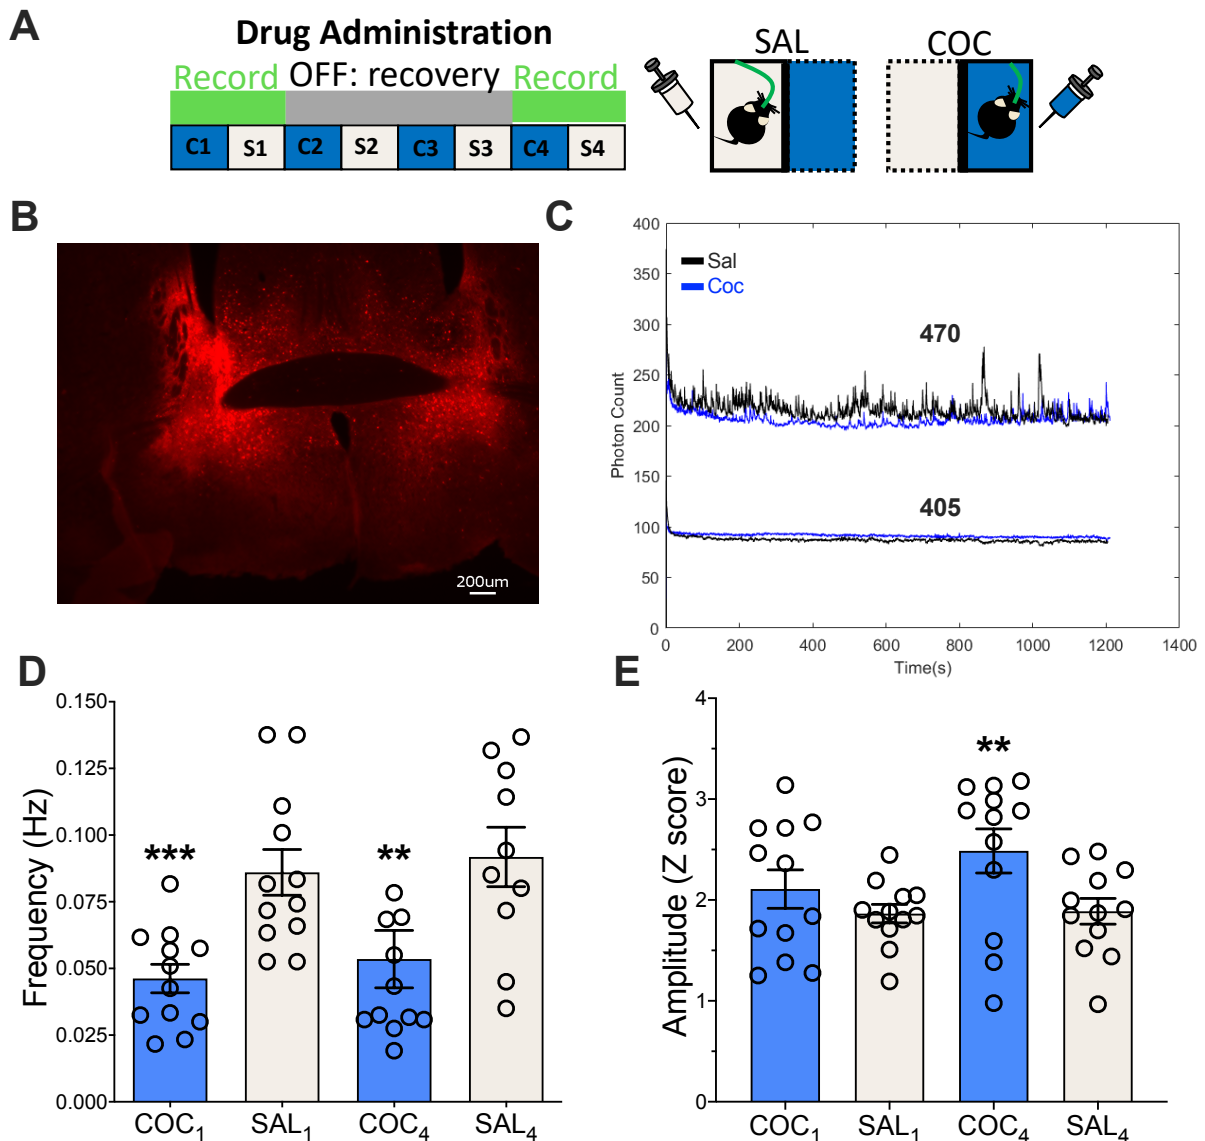 A
Drug Administration
Record OFF: recovery Record
C1 S1 C2 S2 C3 S3 C4 S4
SAL COC
B
200um
C
400
350
300
250
200
150
100
50
0
Photon Count
Sal
Coc
470
405
0 200 400 600 800 1000 1200 1400
Time(s)
D
0.150
0.125
0.100
0.075
0.050
0.025
0.000
Frequency (Hz)
*** **
COC1 SAL1 COC4 SAL4
E
4
3
2
1
0
Amplitude (Z score)
**
COC1 SAL1 COC4 SAL4